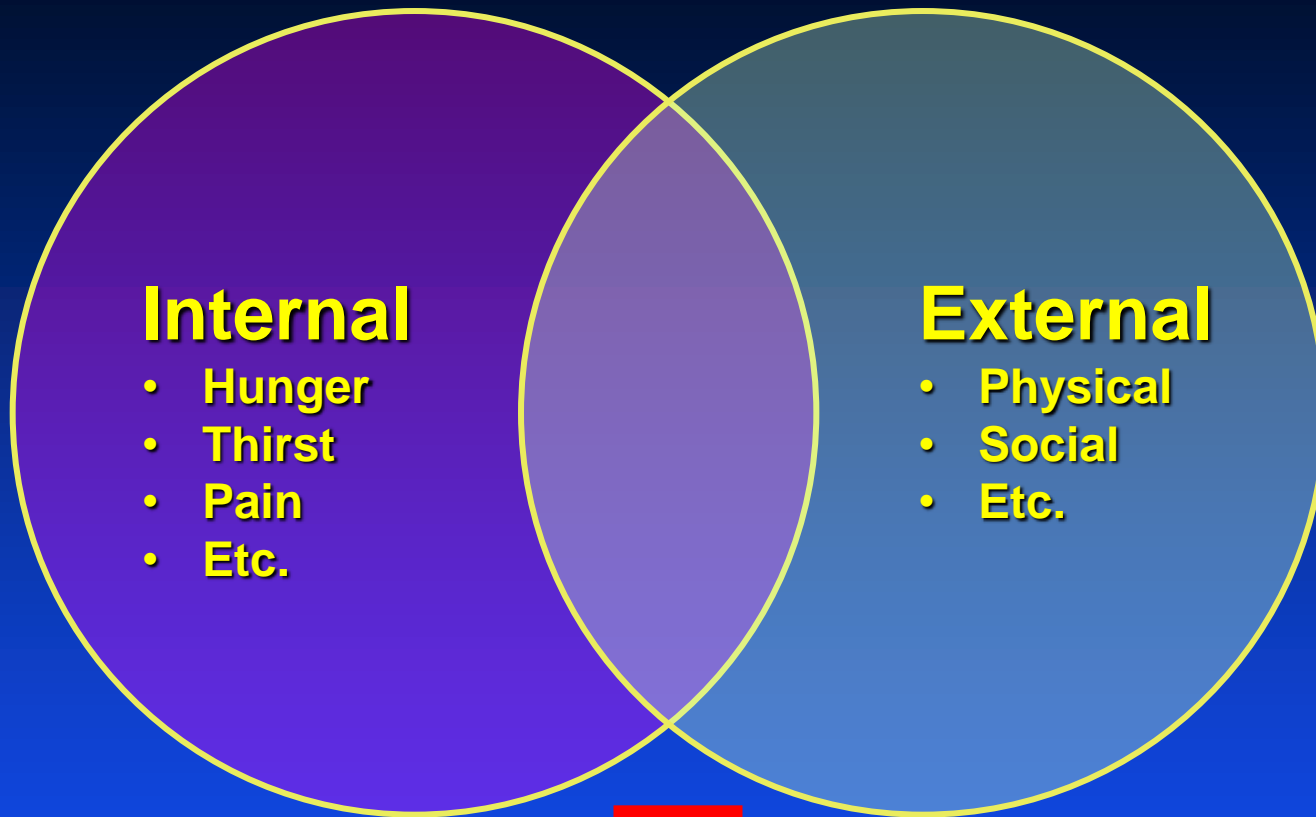 Internal
• Hunger
• Thirst
• Pain
• Etc.
External
• Physical
• Social
• Etc.